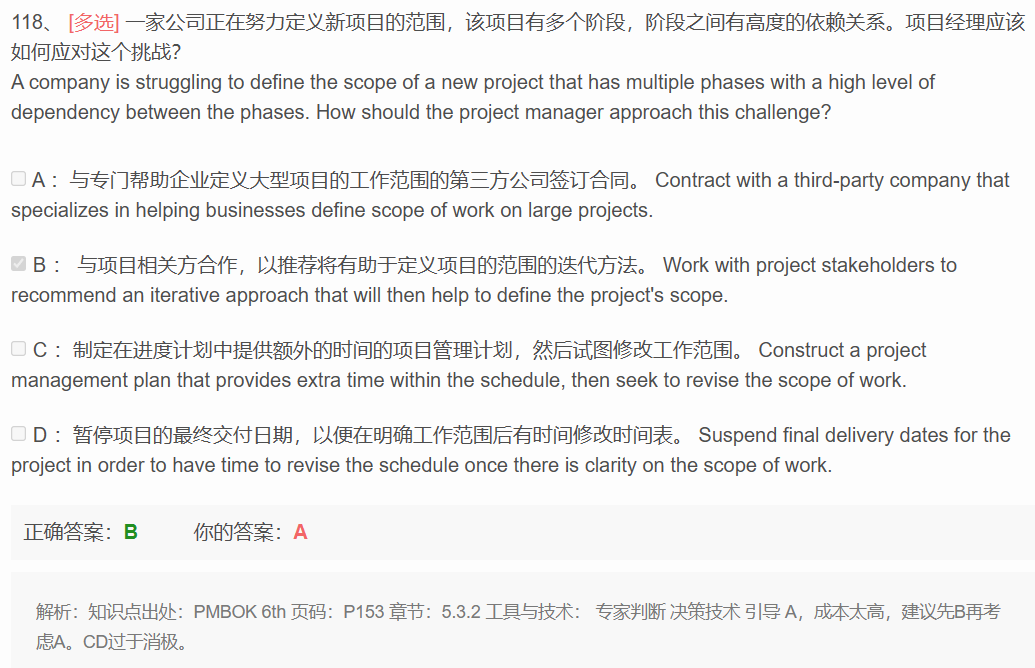 118、 [多选] 一家公司正在努力定义新项目的范围，该项目有多个阶段，阶段之间有高度的依赖关系。项目经理应该
如何应对这个挑战?
A company is struggling to define the scope of a new project that has multiple phases with a high level of
dependency between the phases. How should the project manager approach this challenge?
A： 与专门帮助企业定义大型项目的工作范围的第三方公司签订合同。 Contract with a third-party company that
specializes in helping businesses define scope of work on large projects.
B： 与项目相关方合作，以推荐将有助于定义项目的范围的迭代方法。 Work with project stakeholders to
recommend an iterative approach that will then help to define the project's scope.
C： 制定在进度计划中提供额外的时间的项目管理计划，然后试图修改工作范围。 Construct a project
management plan that provides extra time within the schedule, then seek to revise the scope of work.
D： 暂停项目的最终交付日期，以便在明确工作范围后有时间修改时间表。 Suspend final delivery dates for the
project in order to have time to revise the schedule once there is clarity on the scope of work.
正确答案：B 你的答案：A
解析：知识点出处：PMBOK 6th 页码：P153 章节：5.3.2 工具与技术： 专家判断 决策技术 引导 A，成本太高，建议先B再考
虑A。CD过于消极。